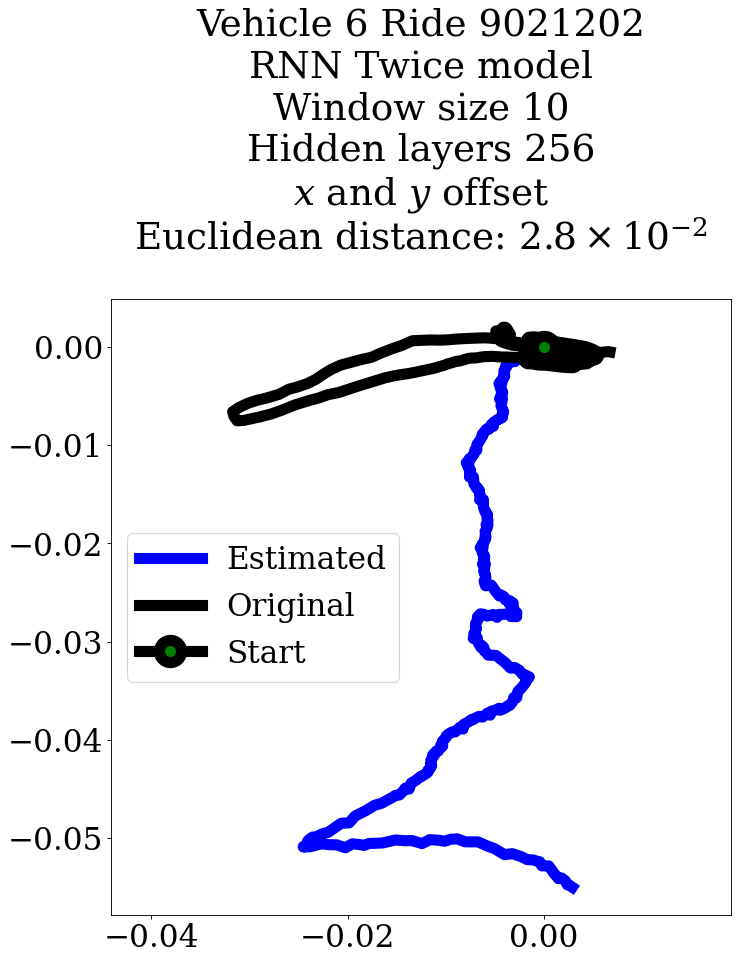 Vehicle 6 Ride 9021202
RNN Twice model
Window size 10
Hidden layers 256
x and y offset
Euclidean distance: 2.8 × 10⁻²
0.00
−0.01
−0.02
−0.03
−0.04
−0.05
Estimated
Original
Start
−0.04 −0.02 0.00